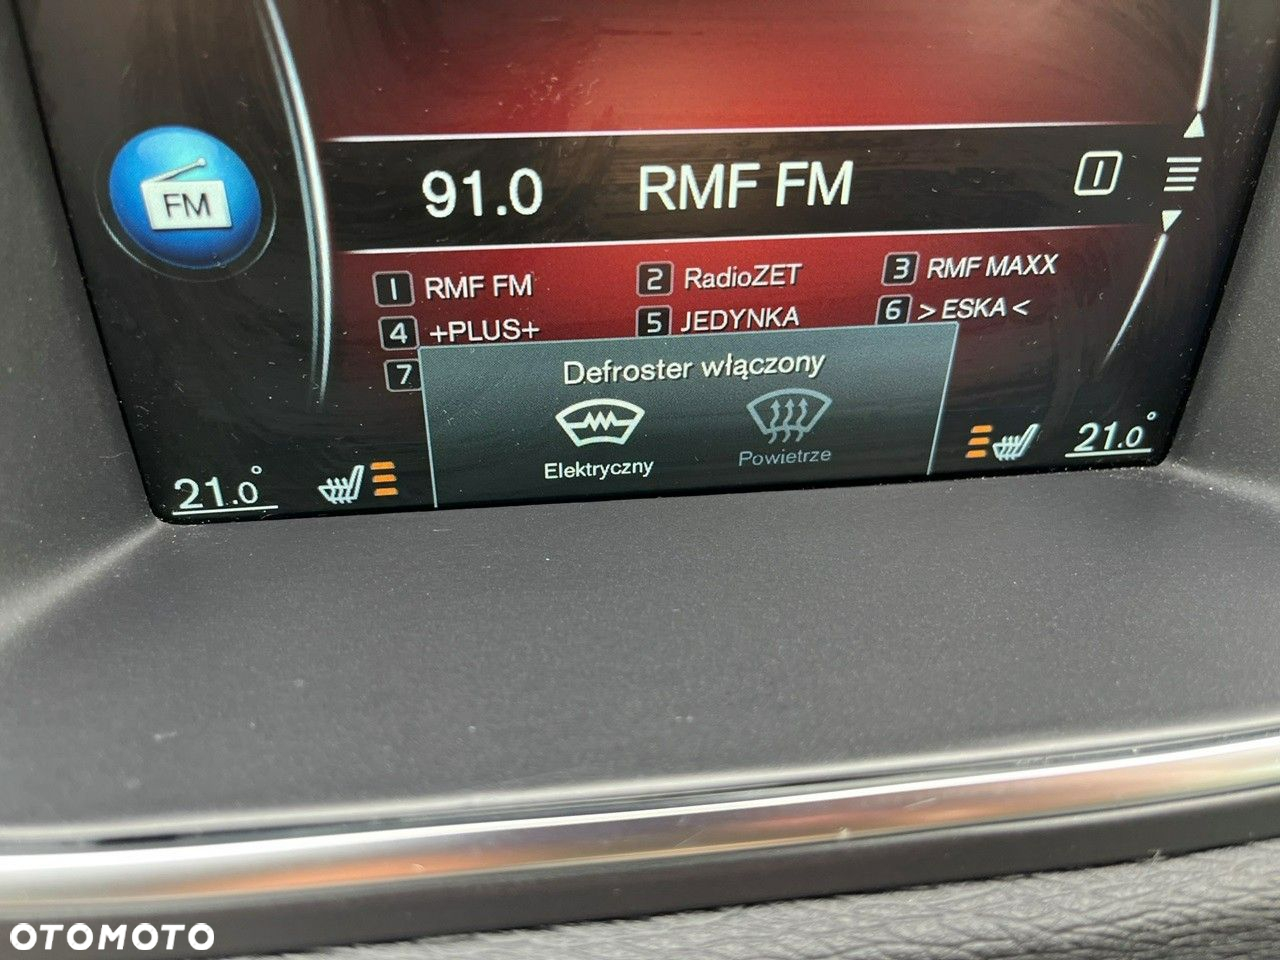 FM
91.0 RMF FM 1
1 RMF FM 2 RadioZET 3 RMF MAXX
4 +PLUS+ 5 JEDYNKA 6 >ESKA<
7
Defroster włączony
Elektryczny Powietrze
21.0° 21.0°
OTOMOTO